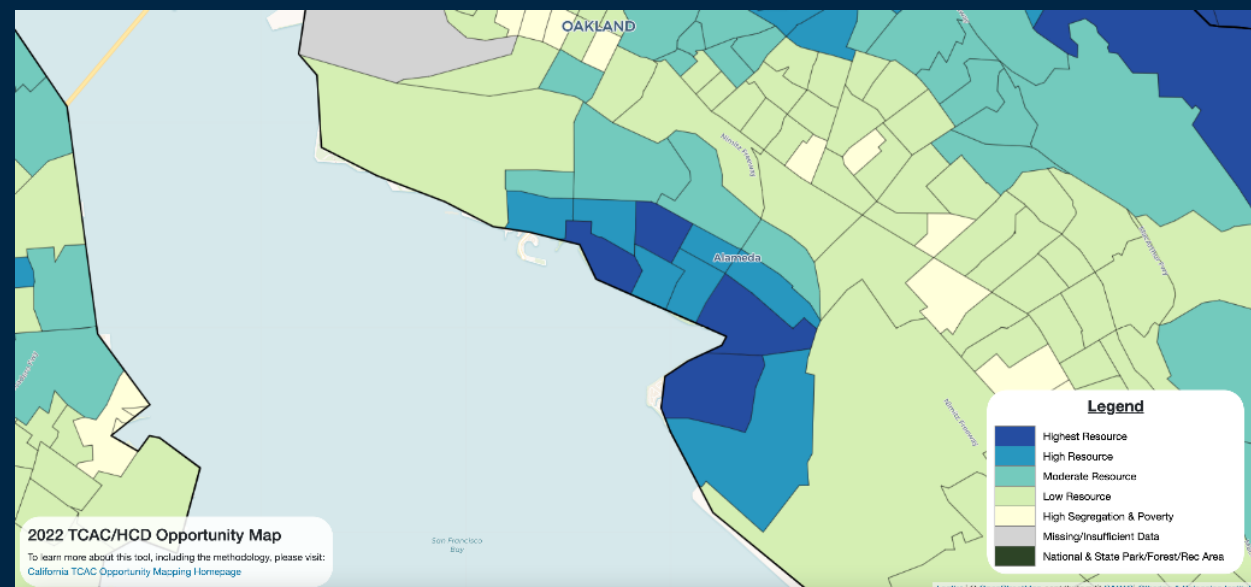 OAKLAND
Nimitz Freeway
Alameda
Nimitz Freeway
San Francisco
Bay
2022 TCAC/HCD Opportunity Map
To learn more about this tool, including the methodology, please visit:
California TCAC Opportunity Mapping Homepage
Legend
Highest Resource
High Resource
Moderate Resource
Low Resource
High Segregation & Poverty
Missing/Insufficient Data
National & State Park/Forest/Rec Area